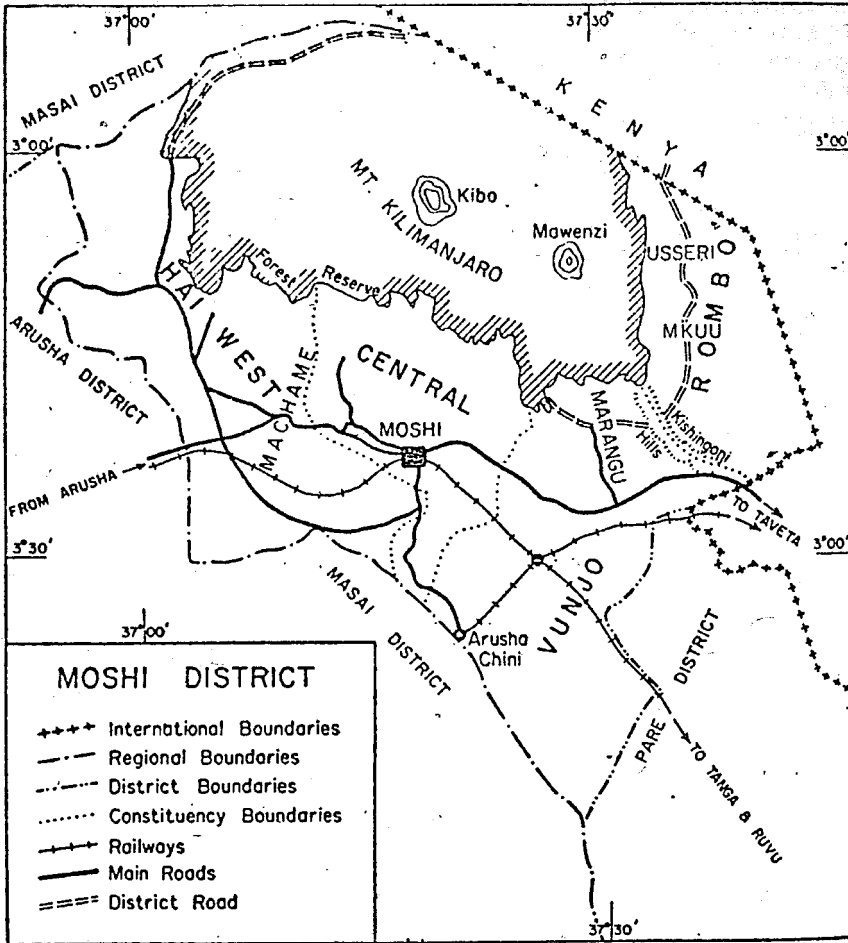 37°00'
37°30'
MASAI DISTRICT
KENYA
3°00'
3°00'
MT. KILIMANJARO
Kibo
Mawenzi
USSERI
ROMBO
MKUU
Forest Reserve
HAI
WEST
CENTRAL
ARUSHA DISTRICT
MACHAME
MOSHI
MARANGU
Kishingoni
Hills
FROM ARUSHA
TO TAVETA
3°30'
3°00'
VUNJO
MASAI DISTRICT
Arusha
Chini
37°00'
PARE DISTRICT
TO TANGA & RUVU
37°30'
MOSHI DISTRICT
International Boundaries
Regional Boundaries
District Boundaries
Constituency Boundaries
Railways
Main Roads
District Road